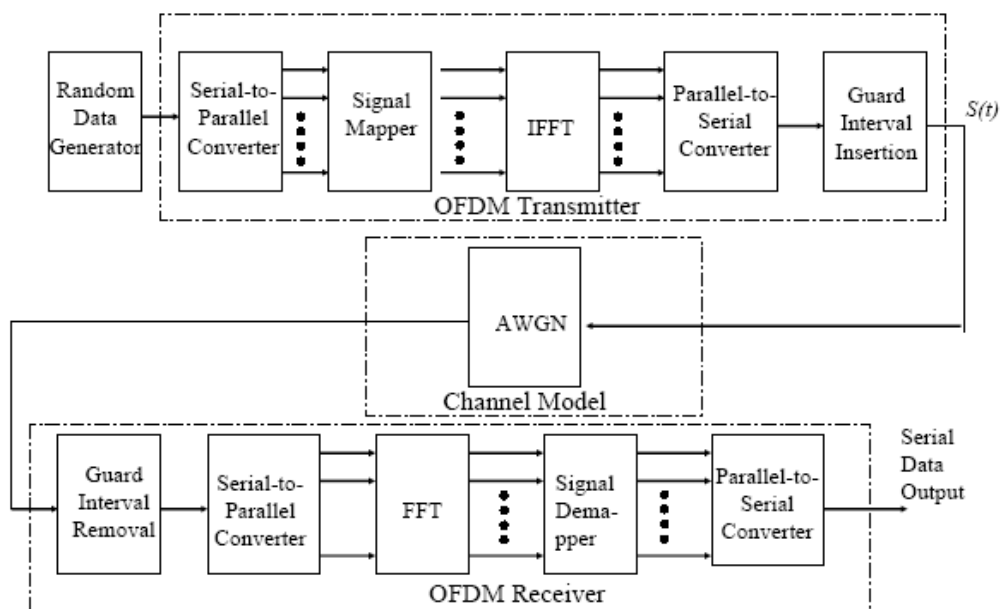 Random
Data
Generator
Serial-to-
Parallel
Converter
Signal
Mapper
IFFT
Parallel-to-
Serial
Converter
Guard
Interval
Insertion
S(t)
OFDM Transmitter
AWGN
Channel Model
Guard
Interval
Removal
Serial-to-
Parallel
Converter
FFT
Signal
Dema-
pper
Parallel-to-
Serial
Converter
Serial
Data
Output
OFDM Receiver